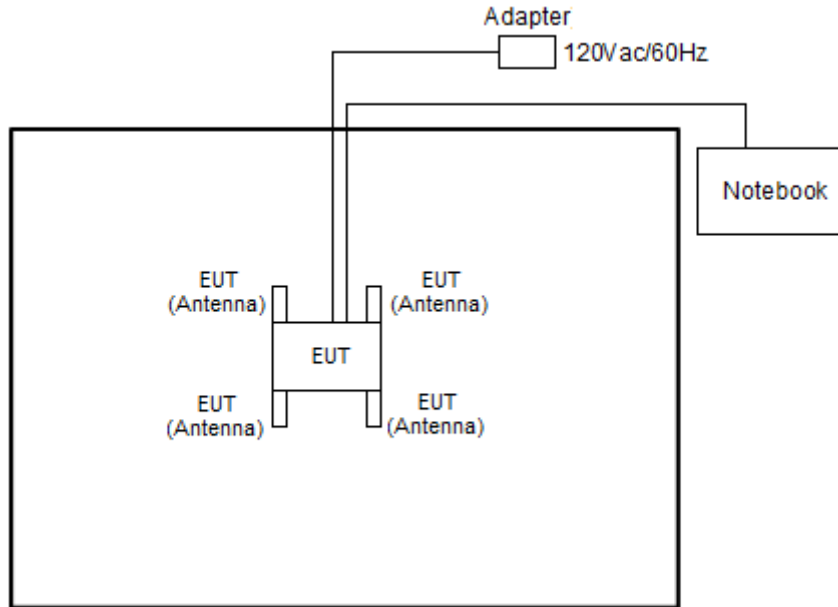 Adapter
120Vac/60Hz
Notebook
EUT
(Antenna)
EUT
(Antenna)
EUT
EUT
(Antenna)
EUT
(Antenna)